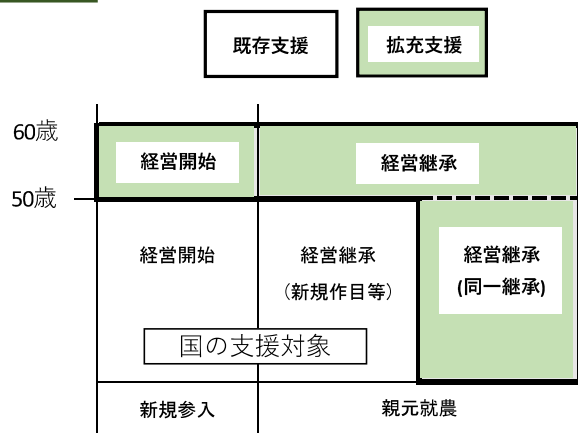 既存支援
拡充支援
60歳
経営開始
経営継承
50歳
経営開始
経営継承
(新規作目等)
経営継承
(同一継承)
国の支援対象
新規参入
親元就農